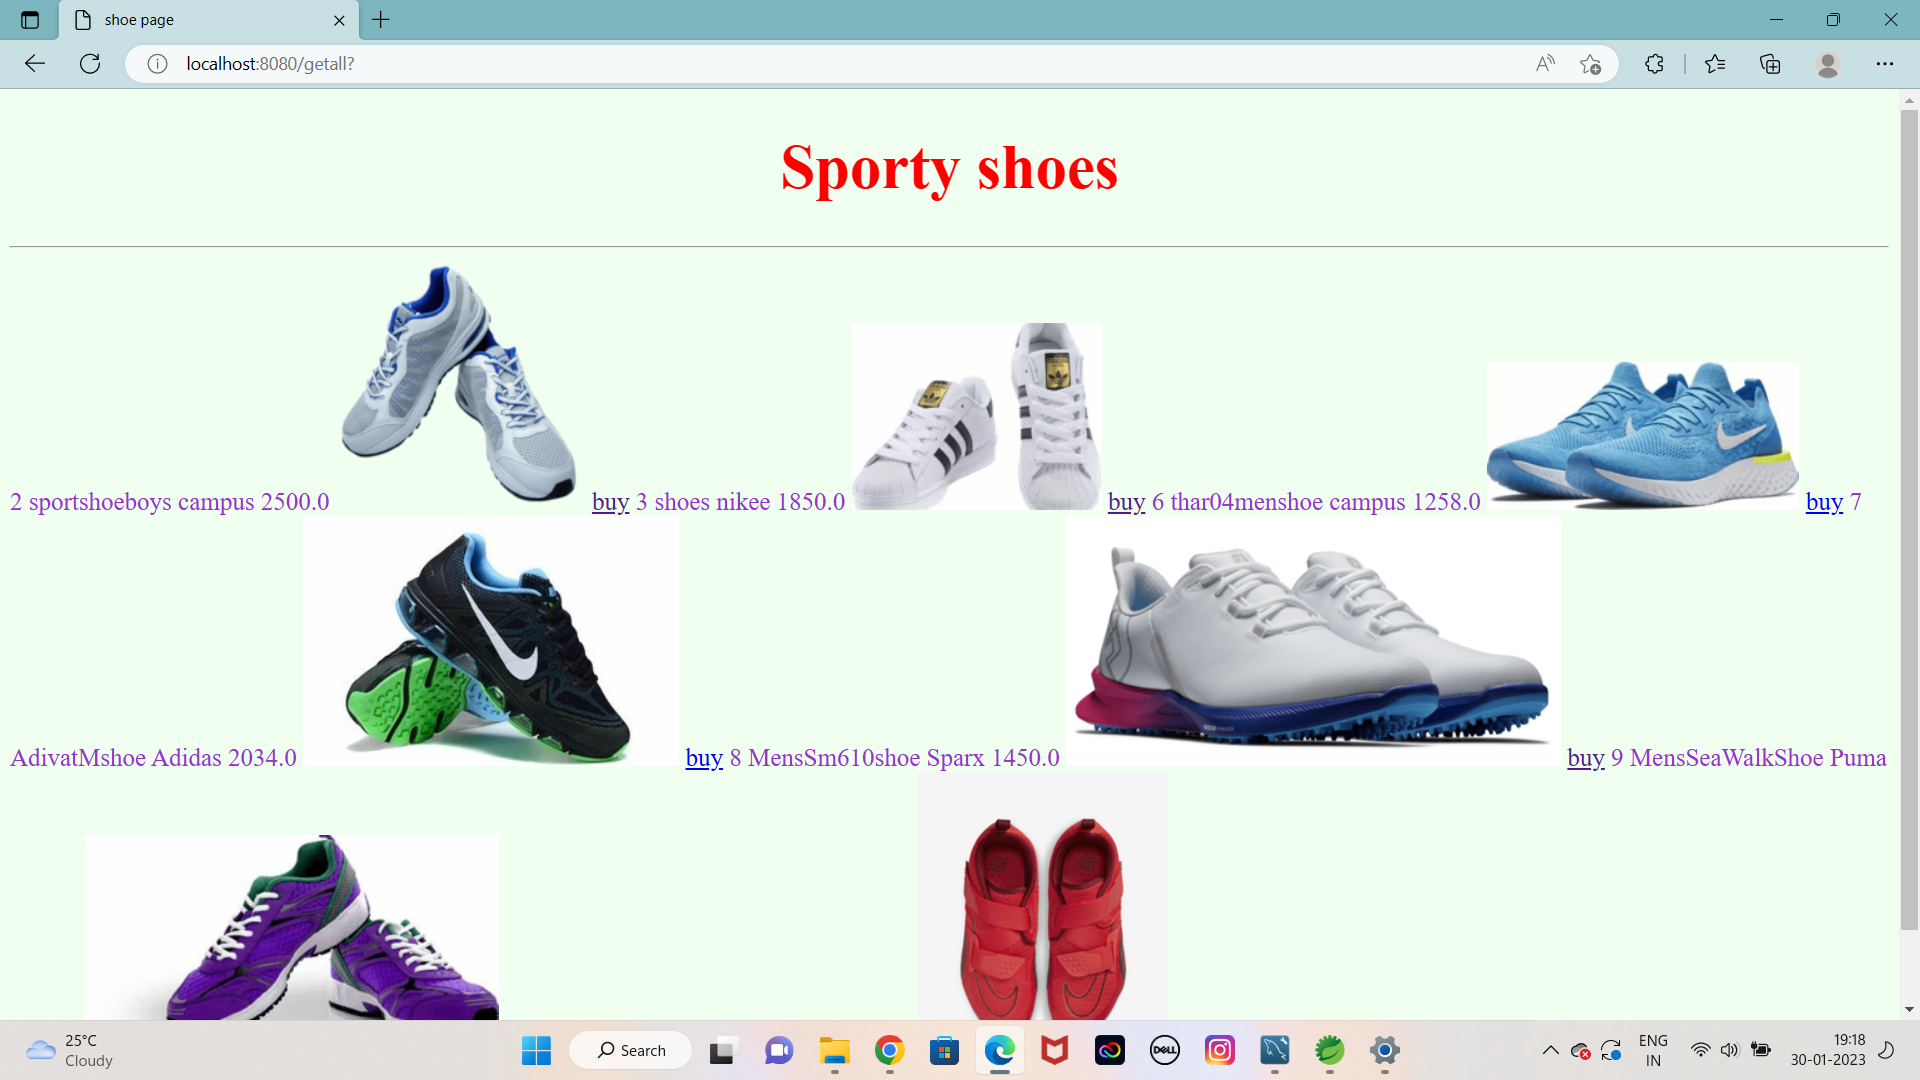 shoe page
localhost:8080/getall?
Sporty shoes
2 sportshoeboys campus 2500.0 buy 3 shoes nikee 1850.0 buy 6 thar04menshoe campus 1258.0 buy 7
AdivatMshoe Adidas 2034.0 buy 8 MensSm610shoe Sparx 1450.0 buy 9 MensSeaWalkShoe Puma
25°C
Cloudy
Search
DELL
ENG
IN
19:18
30-01-2023